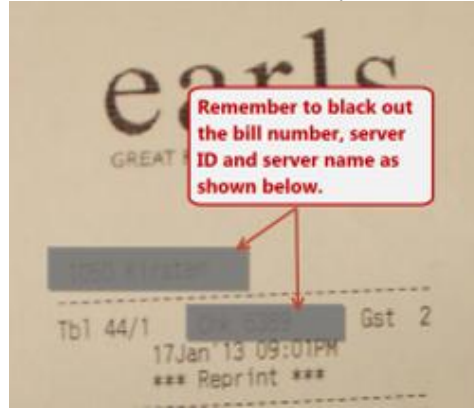 earls
Remember to black out
the bill number, server
ID and server name as
shown below.
GREAT
Tbl 44/1 Gst 2
17Jan'13 09:01PM
*** Reprint ***